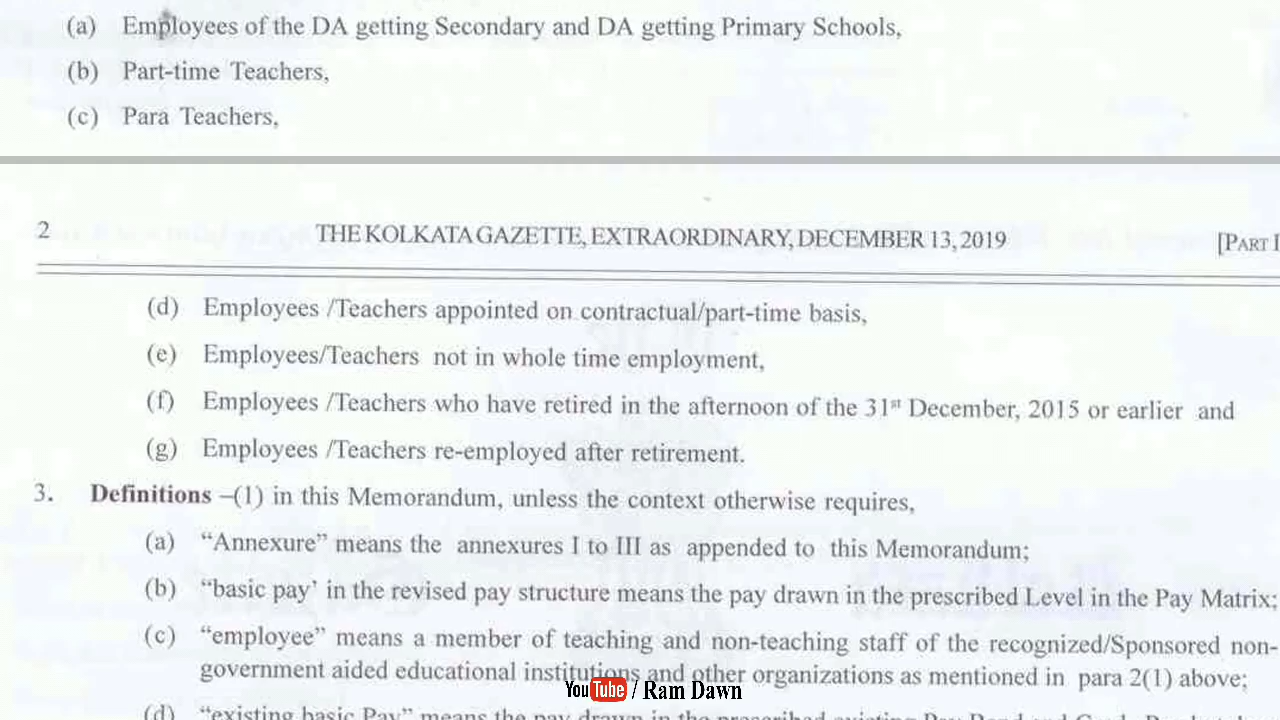 (a) Employees of the DA getting Secondary and DA getting Primary Schools,
(b) Part-time Teachers,
(c) Para Teachers,
2 THE KOLKATA GAZETTE, EXTRAORDINARY, DECEMBER 13, 2019 [PART I
(d) Employees /Teachers appointed on contractual/part-time basis,
(e) Employees/Teachers not in whole time employment,
(f) Employees /Teachers who have retired in the afternoon of the 31st December, 2015 or earlier and
(g) Employees /Teachers re-employed after retirement.
3. Definitions –(1) in this Memorandum, unless the context otherwise requires,
(a) “Annexure” means the annexures I to III as appended to this Memorandum;
(b) “basic pay’ in the revised pay structure means the pay drawn in the prescribed Level in the Pay Matrix;
(c) “employee” means a member of teaching and non-teaching staff of the recognized/Sponsored non-
government aided educational institutions and other organizations as mentioned in para 2(1) above;
YouTube / Ram Dawn
(d) “existing basic Pay” means the pay drawn in the prescribed existing Pay Band and Grade Pay